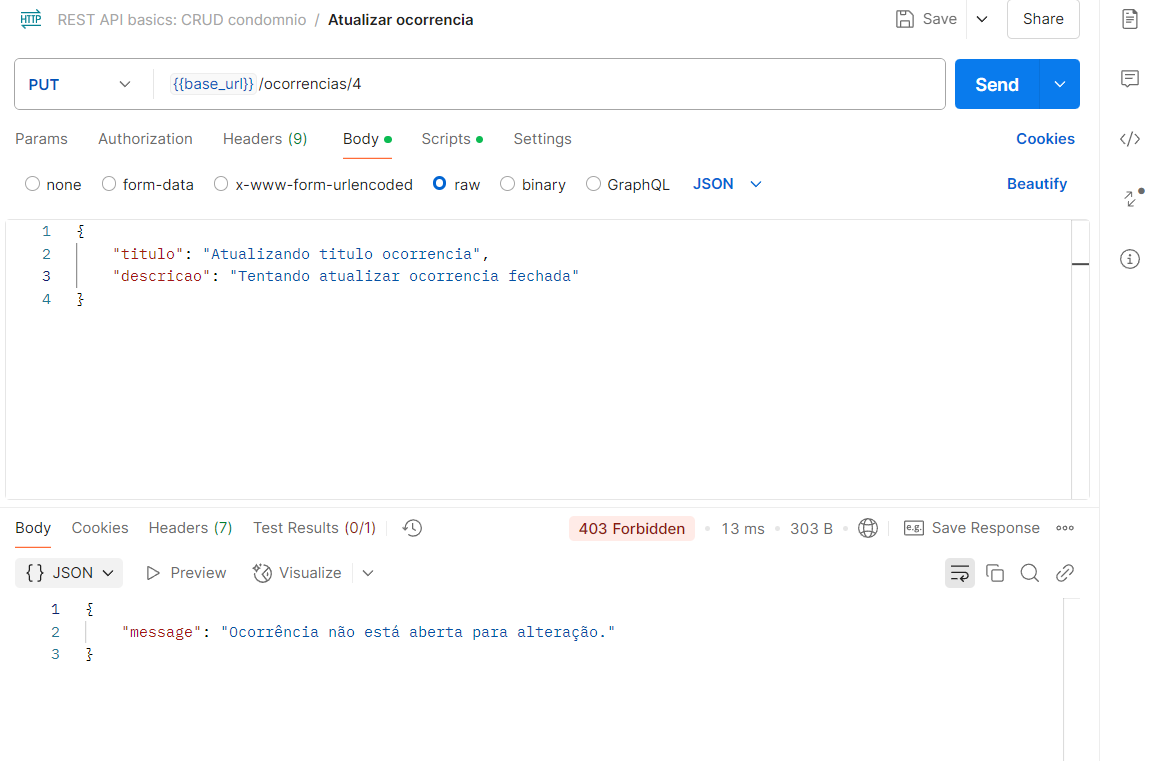 HTTP REST API basics: CRUD condomnio / Atualizar ocorrencia Save Share
PUT {{base_url}} /ocorrencias/4 Send
Params Authorization Headers (9) Body Scripts Settings Cookies
none form-data x-www-form-urlencoded raw binary GraphQL JSON Beautify
1 {
2 "titulo": "Atualizando titulo ocorrencia",
3 "descricao": "Tentando atualizar ocorrencia fechada"
4 }
Body Cookies Headers (7) Test Results (0/1) 403 Forbidden 13 ms 303 B e.g. Save Response
{} JSON Preview Visualize
1 {
2 "message": "Ocorrência não está aberta para alteração."
3 }